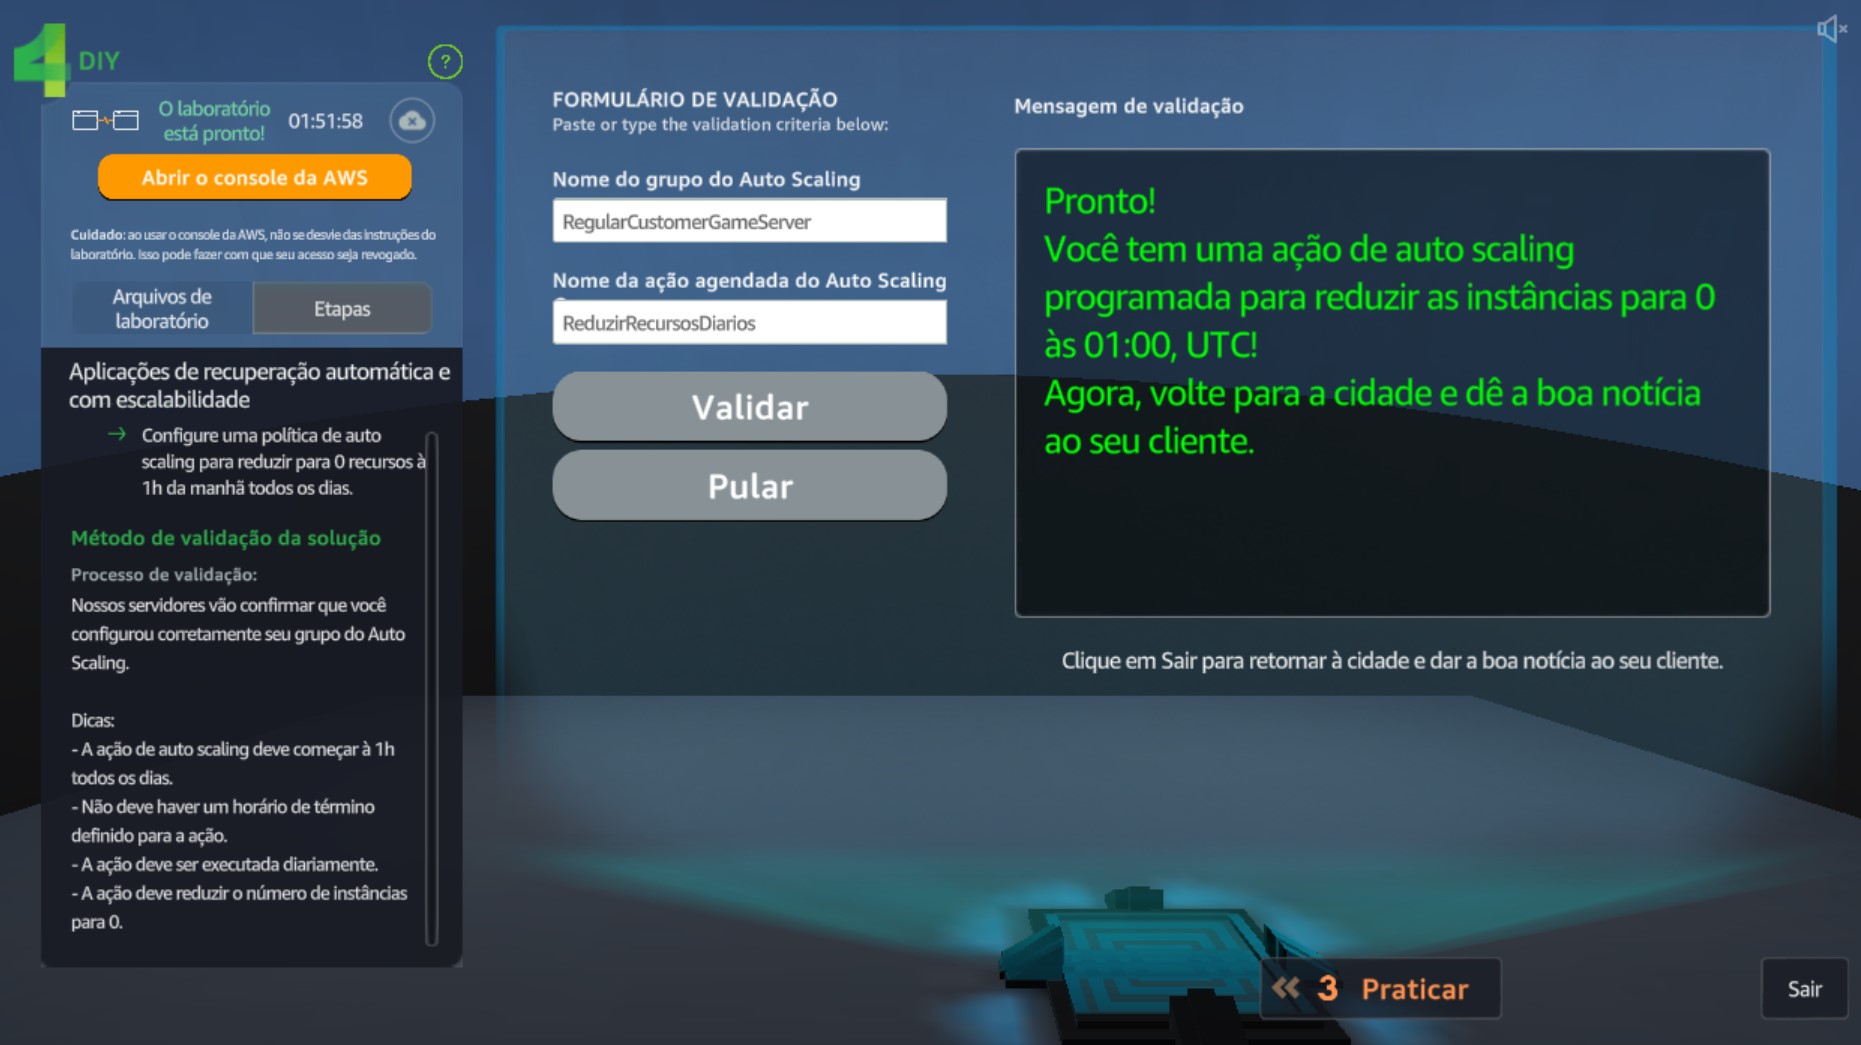 4 DIY
?
O laboratório
está pronto!
01:51:58
Abrir o console da AWS
Cuidado: ao usar o console da AWS, não se desvie das instruções do
laboratório. Isso pode fazer com que seu acesso seja revogado.
Arquivos de
laboratório
Etapas
Aplicações de recuperação automática e
com escalabilidade
→ Configure uma política de auto
scaling para reduzir para 0 recursos à
1h da manhã todos os dias.
Método de validação da solução
Processo de validação:
Nossos servidores vão confirmar que você
configurou corretamente seu grupo do Auto
Scaling.
Dicas:
- A ação de auto scaling deve começar à 1h
todos os dias.
- Não deve haver um horário de término
definido para a ação.
- A ação deve ser executada diariamente.
- A ação deve reduzir o número de instâncias
para 0.
FORMULÁRIO DE VALIDAÇÃO
Paste or type the validation criteria below:
Nome do grupo do Auto Scaling
RegularCustomerGameServer
Nome da ação agendada do Auto Scaling
ReduzirRecursosDiarios
Validar
Pular
Mensagem de validação
Pronto!
Você tem uma ação de auto scaling
programada para reduzir as instâncias para 0
às 01:00, UTC!
Agora, volte para a cidade e dê a boa notícia
ao seu cliente.
Clique em Sair para retornar à cidade e dar a boa notícia ao seu cliente.
3 Praticar
Sair